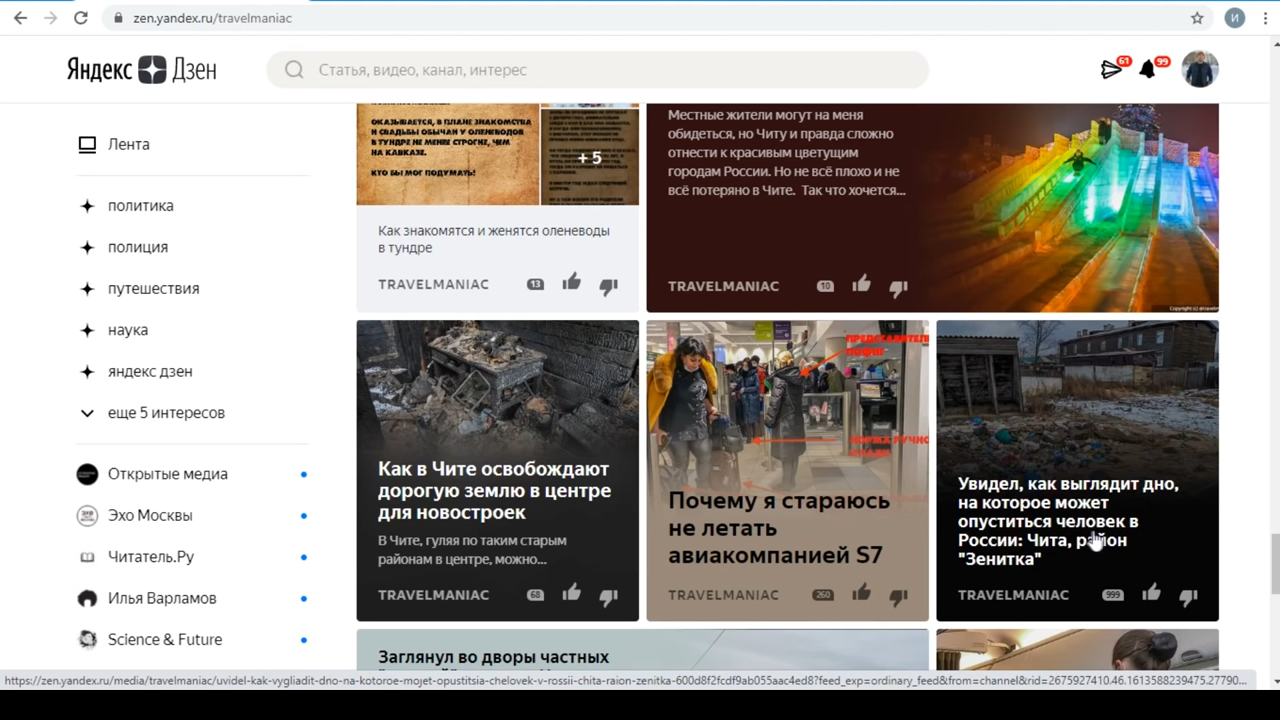 zen.yandex.ru/travelmaniac
И
Яндекс Дзен
Статья, видео, канал, интерес
61
99
Лента
политика
полиция
путешествия
наука
яндекс дзен
еще 5 интересов
Открытые медиа
Эхо Москвы
Читатель.Ру
Илья Варламов
Science & Future
ОКАЗЫВАЕТСЯ, В ПЛАНЕ ЗНАКОМСТВА
И СВАДЬБЫ ОБЫЧАИ У ОЛЕНЕВОДОВ
В ТУНДРЕ НЕ МЕНЕЕ СТРОГИЕ, ЧЕМ
НА КАВКАЗЕ.
КТО БЫ МОГ ПОДУМАТЬ!
+ 5
Как знакомятся и женятся оленеводы
в тундре
TRAVELMANIAC 13
Местные жители могут на меня
обидеться, но Читу и правда сложно
отнести к красивым цветущим
городам России. Но не всё плохо и не
всё потеряно в Чите. Так что хочется...
TRAVELMANIAC 10
Как в Чите освобождают
дорогую землю в центре
для новостроек
В Чите, гуляя по таким старым
районам в центре, можно...
TRAVELMANIAC 68
Почему я стараюсь
не летать
авиакомпанией S7
TRAVELMANIAC 260
Увидел, как выглядит дно,
на которое может
опуститься человек в
России: Чита, район
"Зенитка"
TRAVELMANIAC 999
Заглянул во дворы частных
https://zen.yandex.ru/media/travelmaniac/uvidel-kak-vygliadit-dno-na-kotoroe-mojet-opustitsia-chelovek-v-rossii-chita-raion-zenitka-600d8f2fcdf9ab055aac4ed8?feed_exp=ordinary_feed&from=channel&rid=2675927410.46.1613588239475.27790...